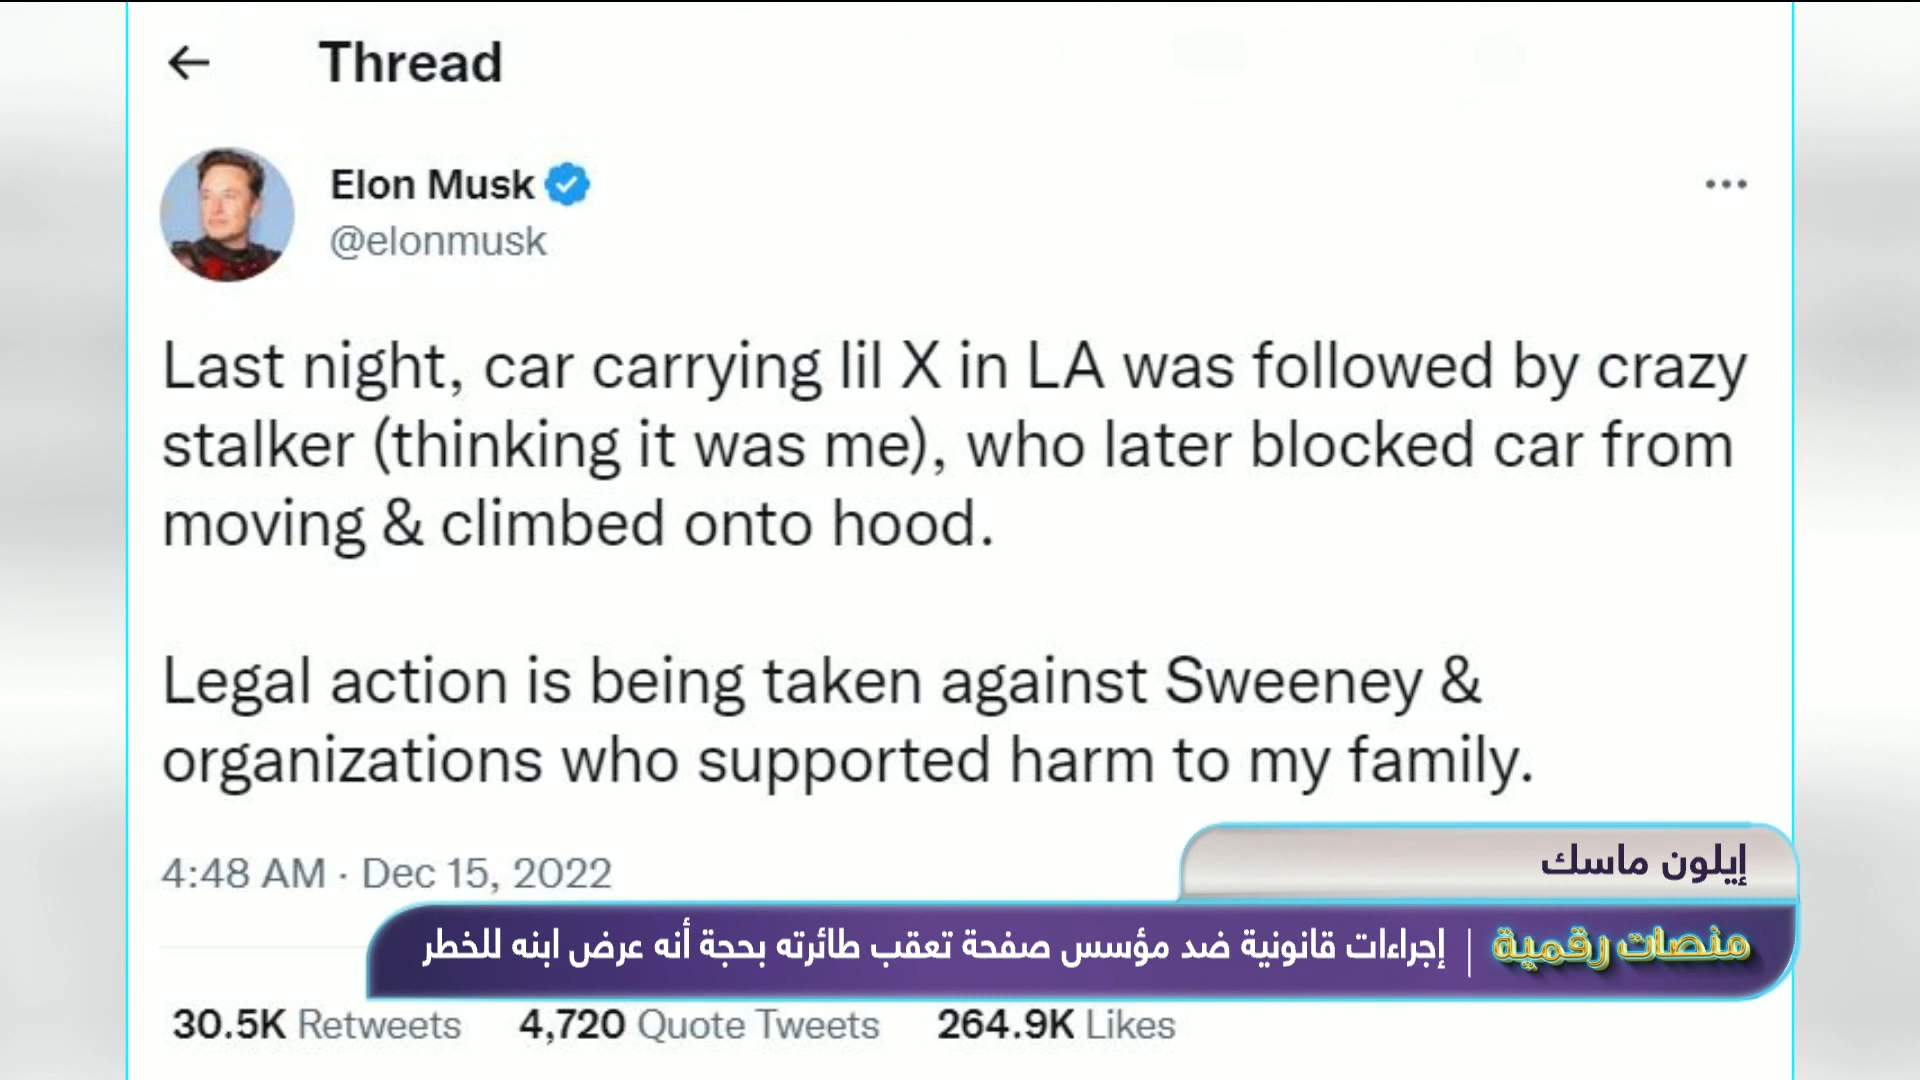 Thread
Elon Musk
@elonmusk
Last night, car carrying lil X in LA was followed by crazy
stalker (thinking it was me), who later blocked car from
moving & climbed onto hood.
Legal action is being taken against Sweeney &
organizations who supported harm to my family.
4:48 AM · Dec 15, 2022
إيلون ماسك
منصات رقمية | إجراءات قانونية ضد مؤسس صفحة تعقب طائرته بحجة أنه عرض ابنه للخطر
30.5K Retweets 4,720 Quote Tweets 264.9K Likes